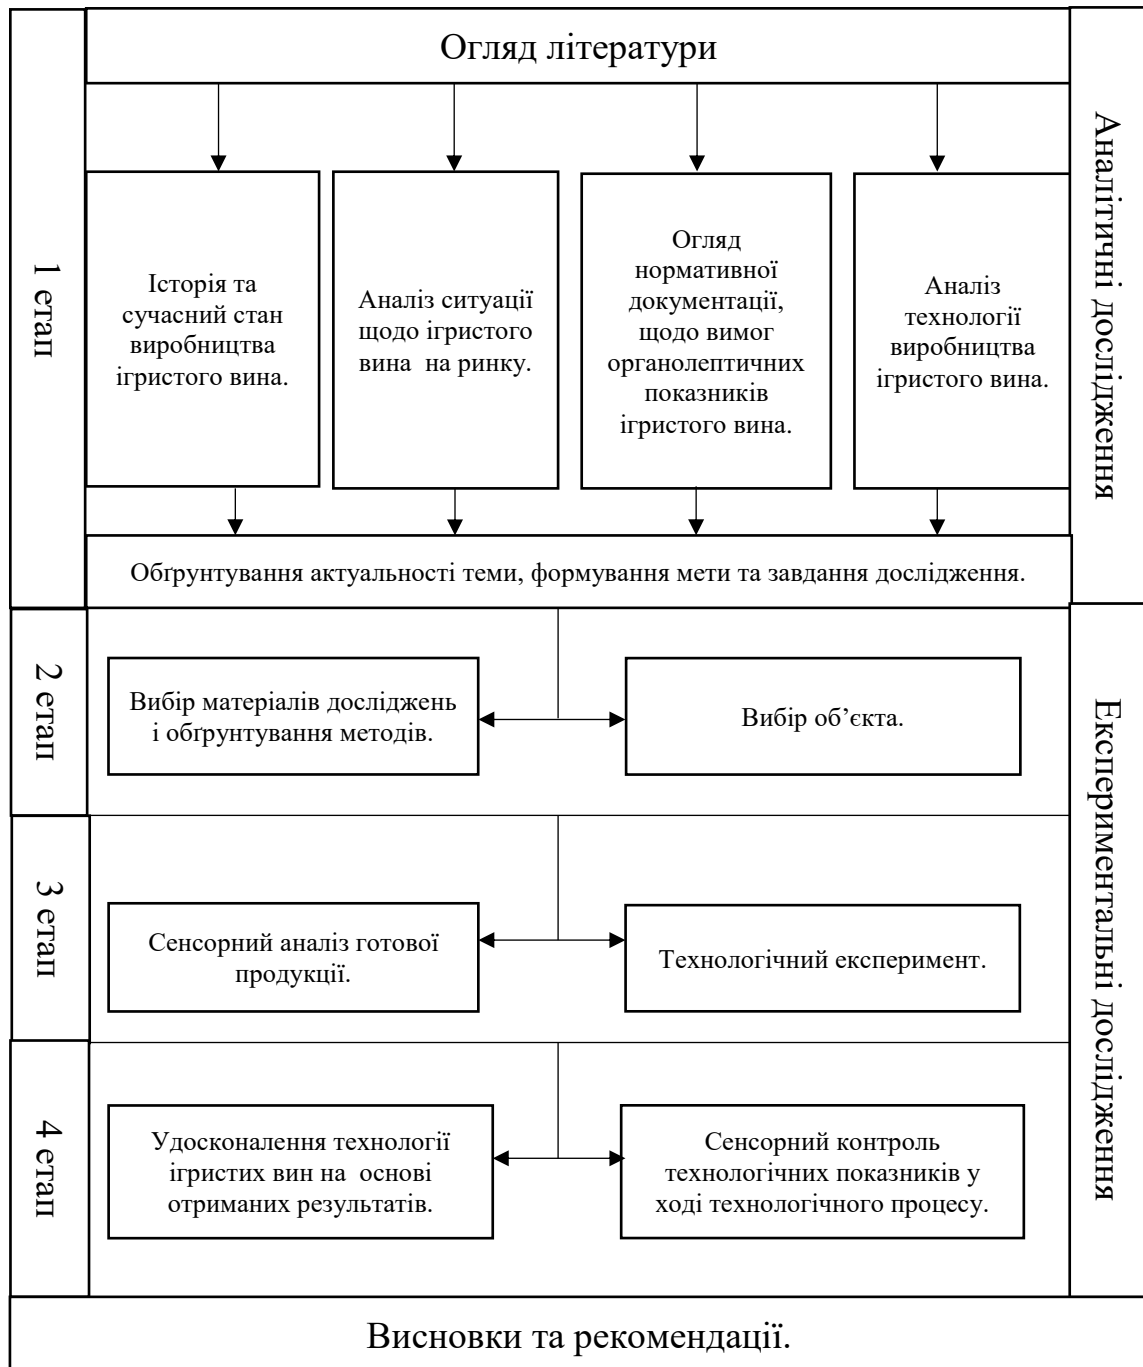 Огляд літератури
1 етап
Аналітичні дослідження
Історія та
сучасний стан
виробництва
ігристого вина.
Аналіз ситуації
щодо ігристого
вина на ринку.
Огляд
нормативної
документації,
щодо вимог
органолептичних
показників
ігристого вина.
Аналіз
технології
виробництва
ігристого вина.
Обґрунтування актуальності теми, формування мети та завдання дослідження.
2 етап
Експериментальні дослідження
Вибір матеріалів досліджень
і обґрунтування методів.
Вибір об’єкта.
3 етап
Сенсорний аналіз готової
продукції.
Технологічний експеримент.
4 етап
Удосконалення технології
ігристих вин на основі
отриманих результатів.
Сенсорний контроль
технологічних показників у
ході технологічного процесу.
Висновки та рекомендації.